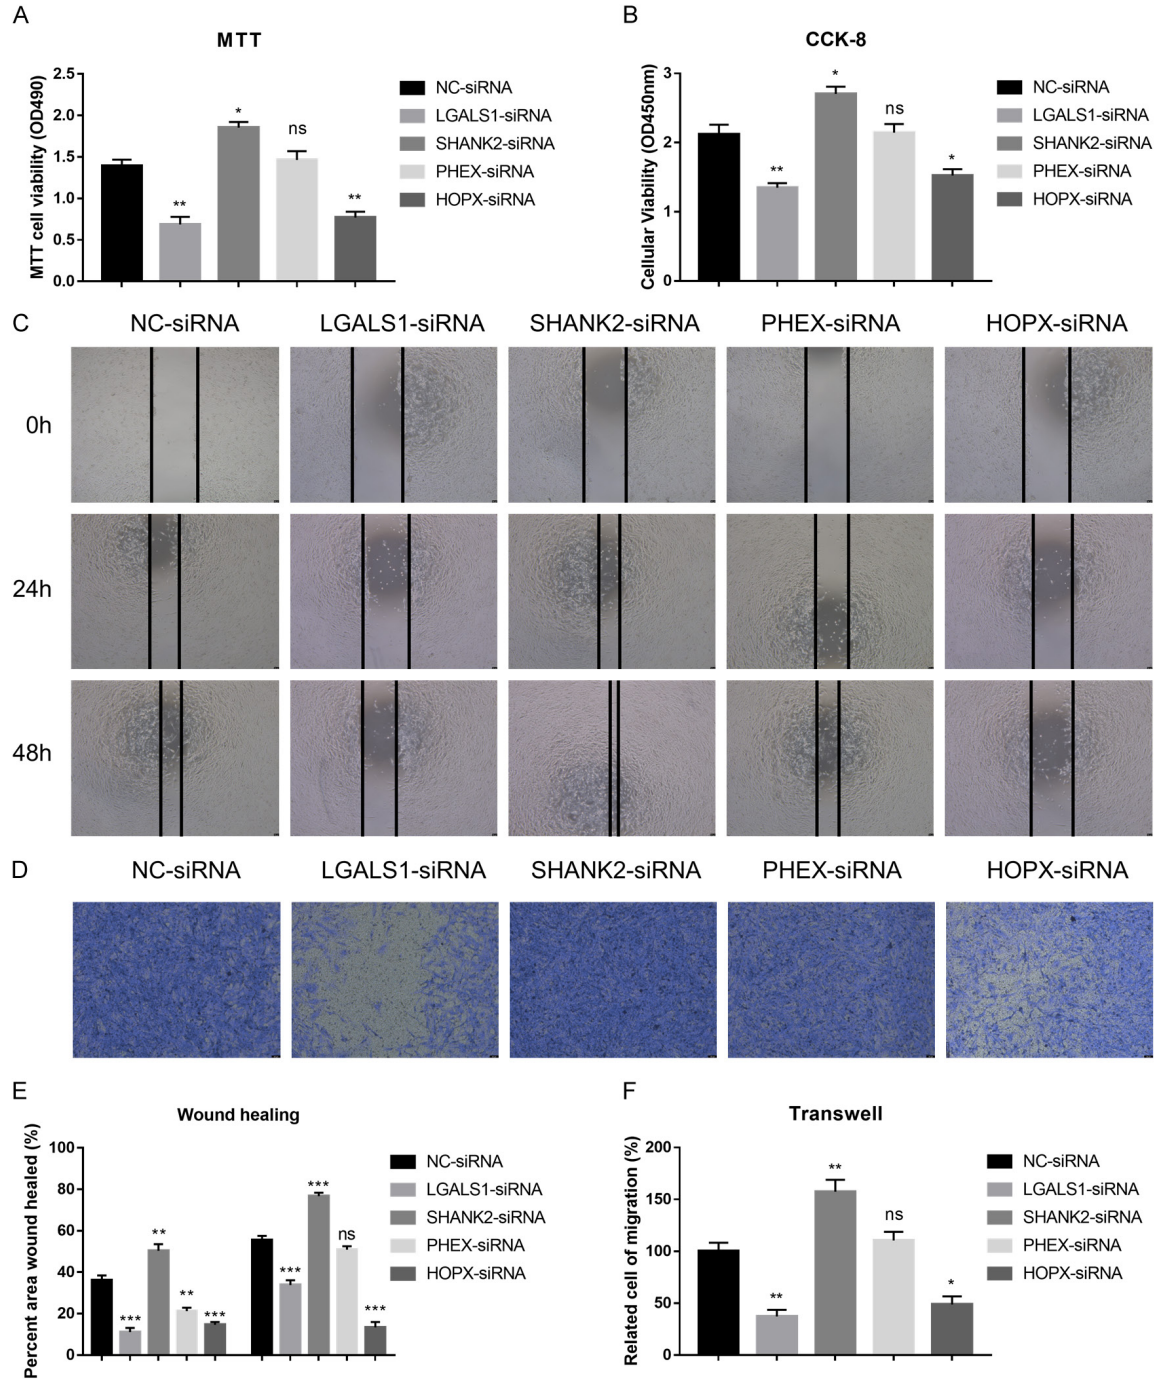 A
MTT
MTT cell viability (OD490)
2.5
2.0
1.5
1.0
0.5
0.0
**
*
ns
**
NC-siRNA
LGALS1-siRNA
SHANK2-siRNA
PHEX-siRNA
HOPX-siRNA
B
CCK-8
Cellular Viability (OD450nm)
3
2
1
0
**
*
ns
*
NC-siRNA
LGALS1-siRNA
SHANK2-siRNA
PHEX-siRNA
HOPX-siRNA
C
NC-siRNA LGALS1-siRNA SHANK2-siRNA PHEX-siRNA HOPX-siRNA
0h
24h
48h
D
NC-siRNA LGALS1-siRNA SHANK2-siRNA PHEX-siRNA HOPX-siRNA
E
Wound healing
Percent area wound healed (%)
100
80
60
40
20
0
***
**
**
***
***
***
ns
***
NC-siRNA
LGALS1-siRNA
SHANK2-siRNA
PHEX-siRNA
HOPX-siRNA
F
Transwell
Related cell of migration (%)
200
150
100
50
0
**
**
ns
*
NC-siRNA
LGALS1-siRNA
SHANK2-siRNA
PHEX-siRNA
HOPX-siRNA